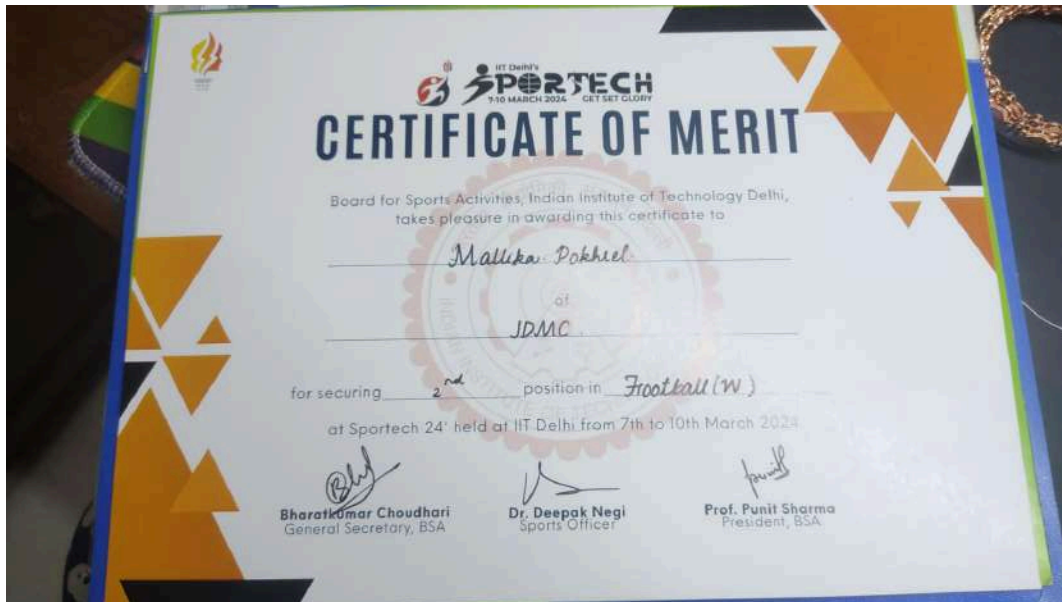 IIT Delhi's
SPORTECH
7-10 MARCH 2024 GET SET GLORY
CERTIFICATE OF MERIT
Board for Sports Activities, Indian Institute of Technology Delhi,
takes pleasure in awarding this certificate to
Mallika Pokhrel
of
JDMC
for securing 2nd position in Football (W)
at Sportech 24' held at IIT Delhi from 7th to 10th March 2024.
Bharatkumar Choudhari
General Secretary, BSA
Dr. Deepak Negi
Sports Officer
Prof. Punit Sharma
President, BSA